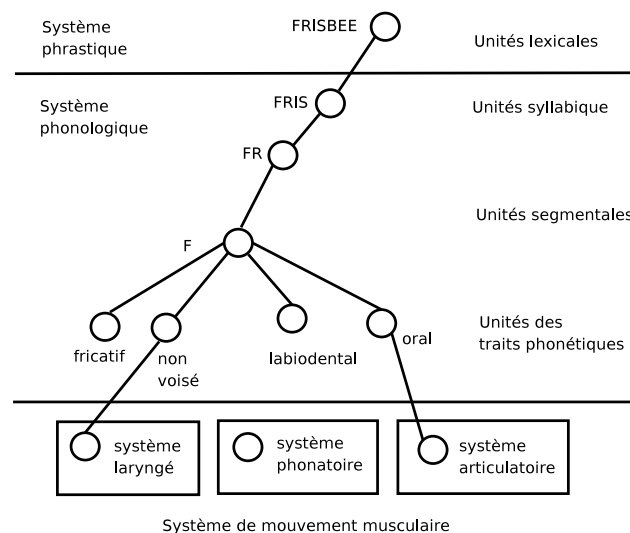 Système
phrastique
FRISBEE
Unités lexicales
Système
phonologique
FRIS
Unités syllabique
FR
Unités segmentales
F
fricatif
non
voisé
labiodental
oral
Unités des
traits phonétiques
système
laryngé
système
phonatoire
système
articulatoire
Système de mouvement musculaire